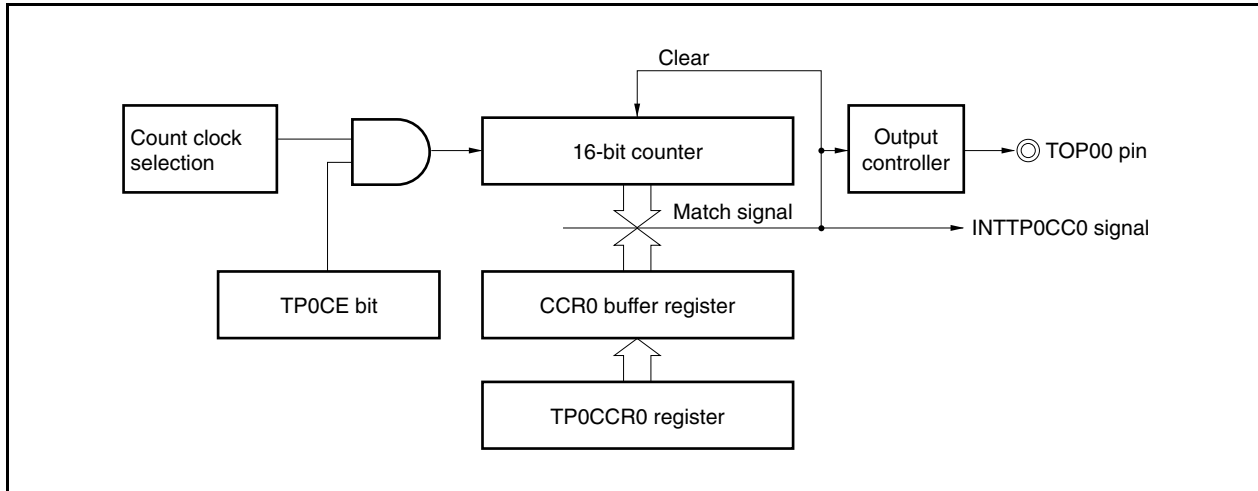 Clear
Count clock
selection
16-bit counter
Output
controller
TOP00 pin
Match signal
INTTP0CC0 signal
TP0CE bit
CCR0 buffer register
TP0CCR0 register